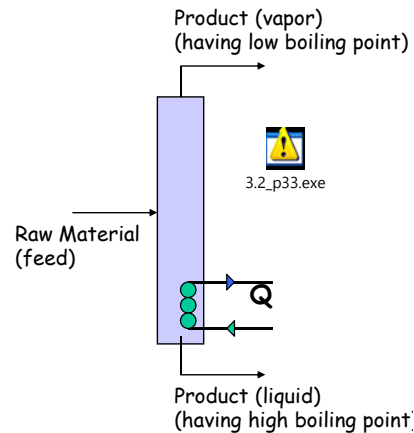 Product (vapor)
(having low boiling point)
3.2_p33.exe
Raw Material
(feed)
Q
Product (liquid)
(having high boiling point)